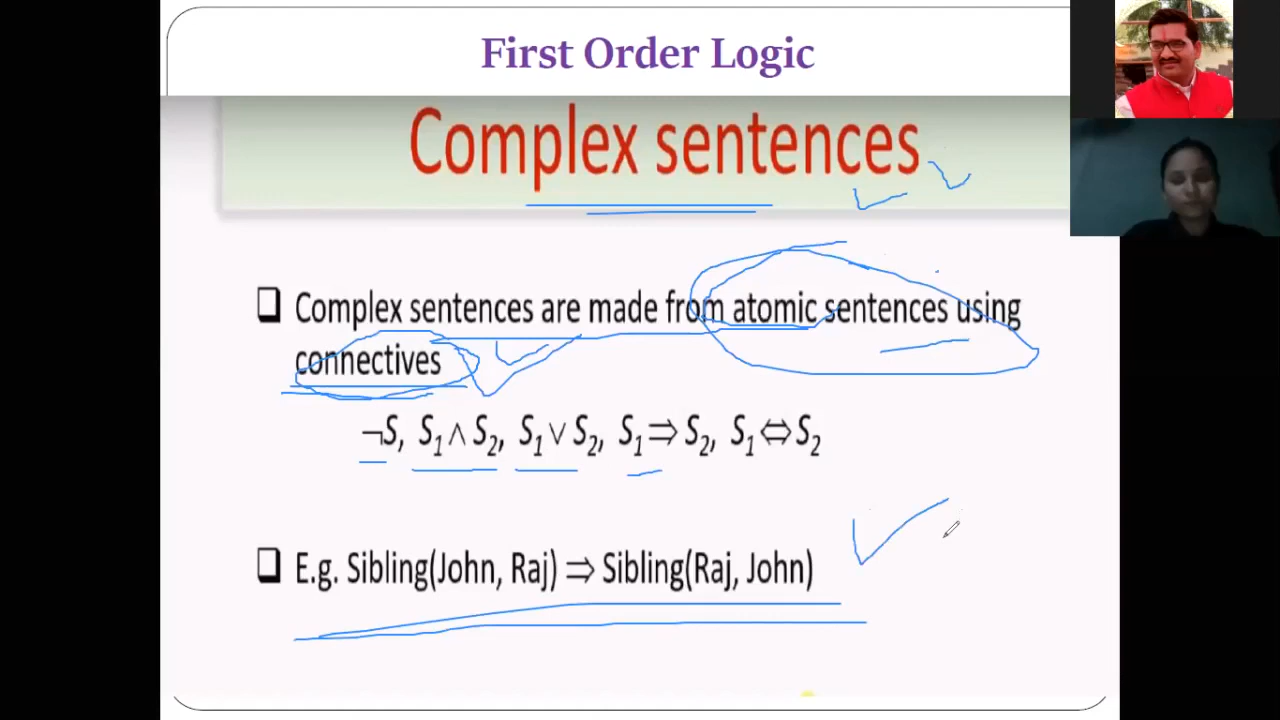 First Order Logic
Complex sentences
❑ Complex sentences are made from atomic sentences using
connectives
¬S, S₁ ∧ S₂, S₁ ∨ S₂, S₁ ⇒ S₂, S₁ ⇔ S₂
❑ E.g. Sibling(John, Raj) ⇒ Sibling(Raj, John)